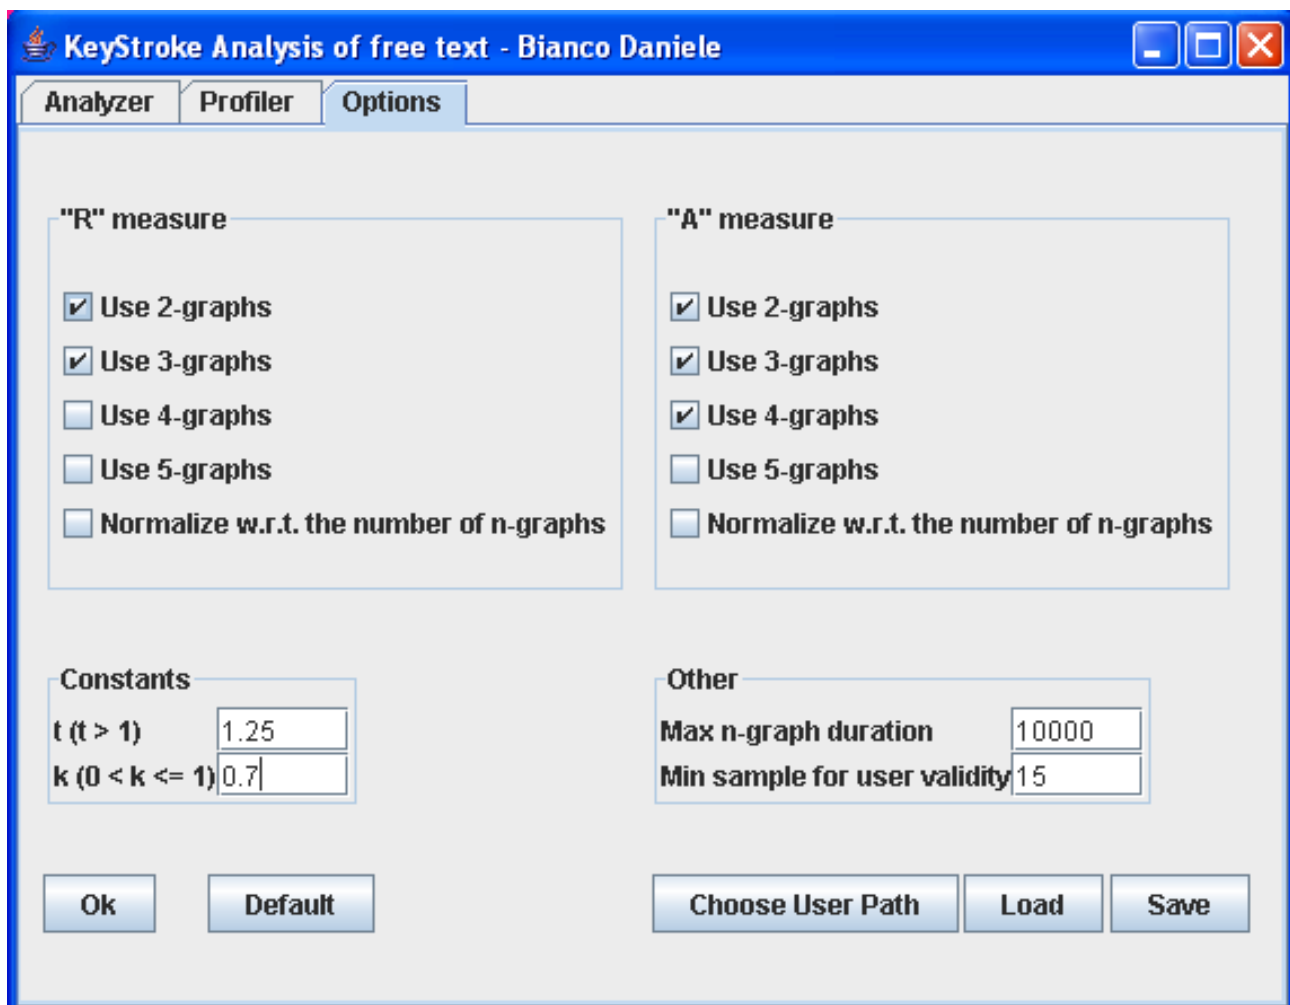 KeyStroke Analysis of free text - Bianco Daniele
Analyzer Profiler Options
"R" measure
Use 2-graphs
Use 3-graphs
Use 4-graphs
Use 5-graphs
Normalize w.r.t. the number of n-graphs
"A" measure
Use 2-graphs
Use 3-graphs
Use 4-graphs
Use 5-graphs
Normalize w.r.t. the number of n-graphs
Constants
t (t > 1) 1.25
k (0 < k <= 1) 0.7
Other
Max n-graph duration 10000
Min sample for user validity 15
Ok Default Choose User Path Load Save